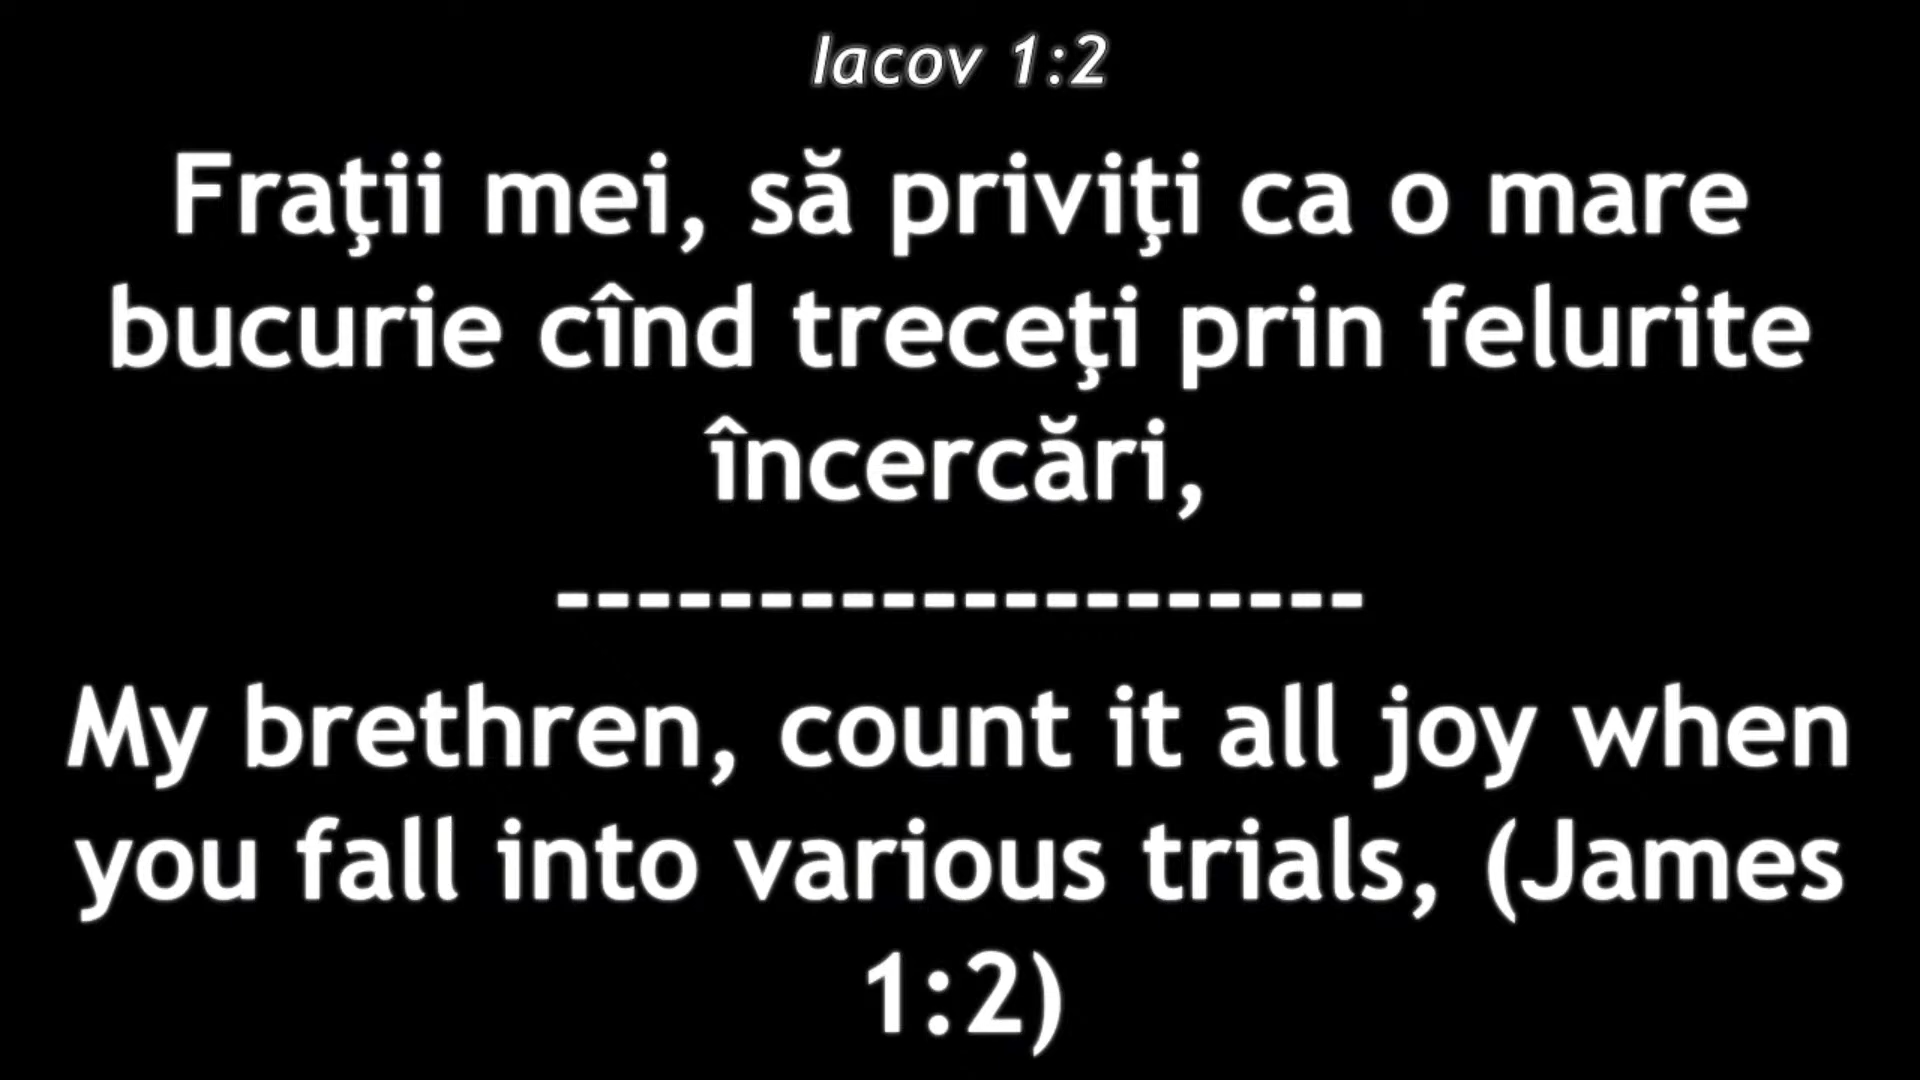 Iacov 1:2
Fraţii mei, să priviţi ca o mare
bucurie cînd treceţi prin felurite
încercări,
--------------------
My brethren, count it all joy when
you fall into various trials, (James
1:2)